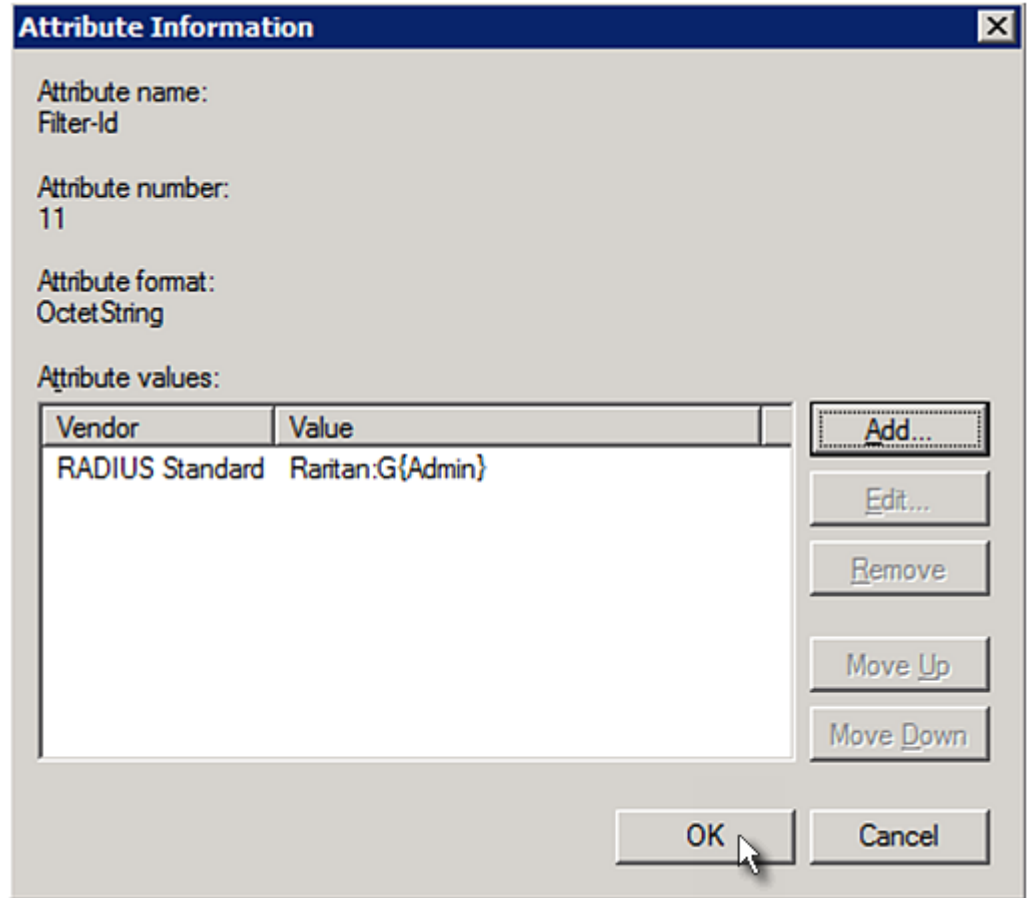 Attribute Information
Attribute name:
Filter-Id
Attribute number:
11
Attribute format:
OctetString
Attribute values:
Vendor Value
RADIUS Standard Raritan:G{Admin}
Add...
Edit...
Remove
Move Up
Move Down
OK Cancel